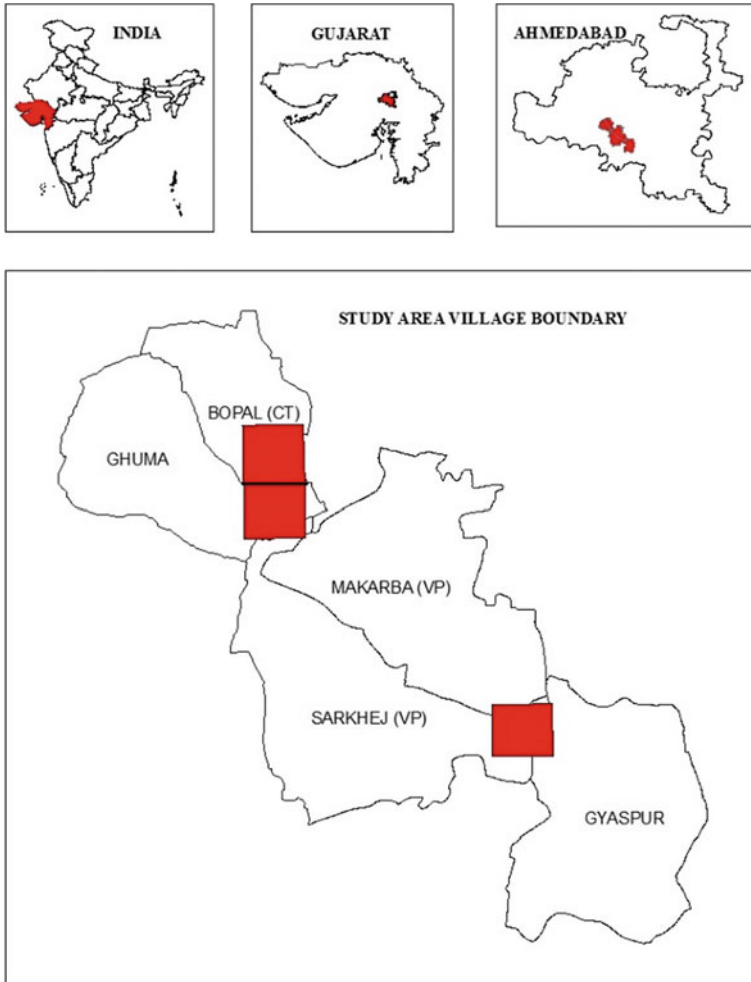 INDIA
GUJARAT
AHMEDABAD
STUDY AREA VILLAGE BOUNDARY
BOPAL (CT)
GHUMA
MAKARBA (VP)
SARKHEJ (VP)
GYASPUR